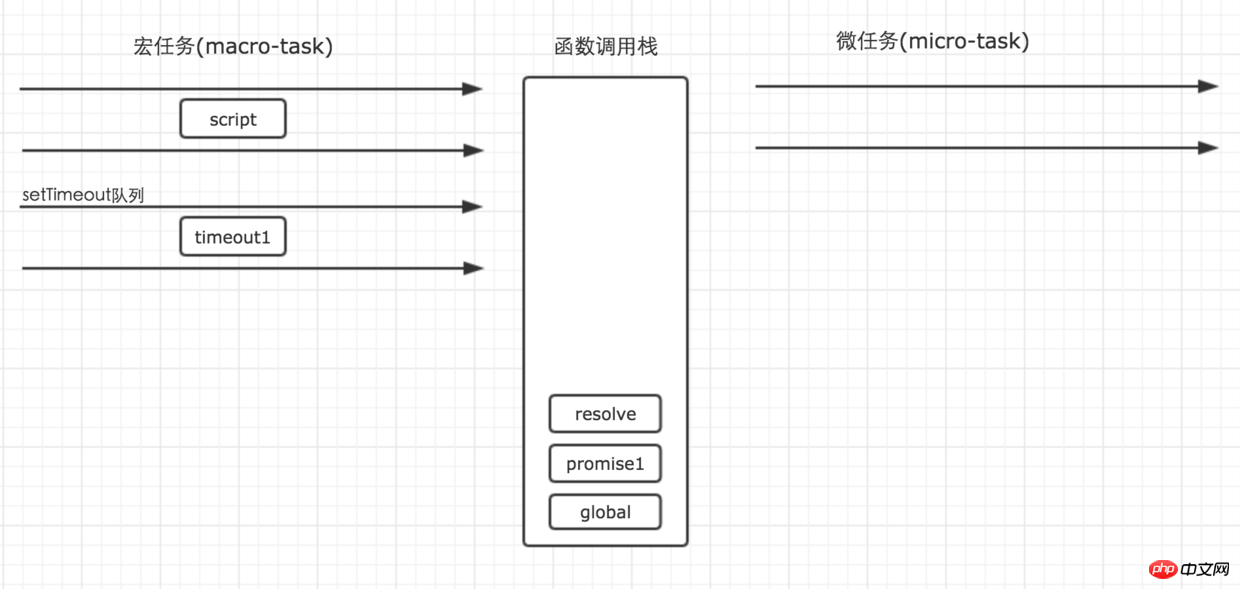 宏任务(macro-task)
函数调用栈
微任务(micro-task)
script
setTimeout队列
timeout1
resolve
promise1
global
php 中文网